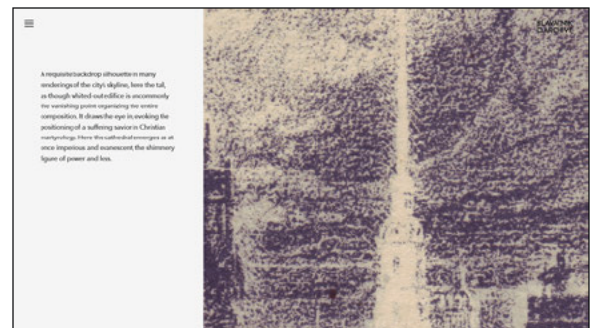 A requisite backdrop silhouette in many
renderings of the city's skyline, here the tall,
as though whited-out edifice is uncommonly
the vanishing point organizing the entire
composition. It draws the eye in, evoking the
positioning of a suffering savior in Christian
martyrology. Here the cathedral emerges as at
once imperious and evanescent, the shimmery
figure of power and loss.